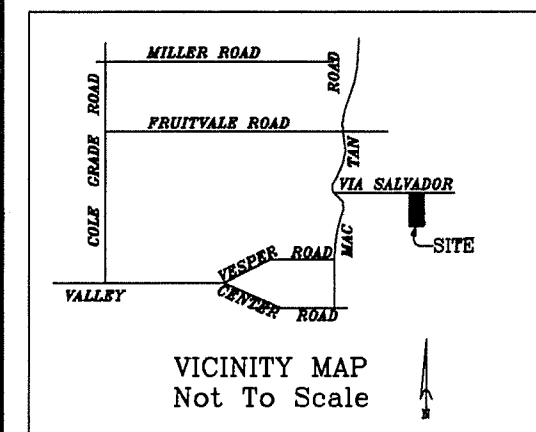 MILLER ROAD
ROAD
FRUITVALE ROAD
COLE GRADE ROAD
MAC TAN
VIA SALVADOR
SITE
VESPER ROAD
VALLEY CENTER ROAD
VICINITY MAP
Not To Scale
N